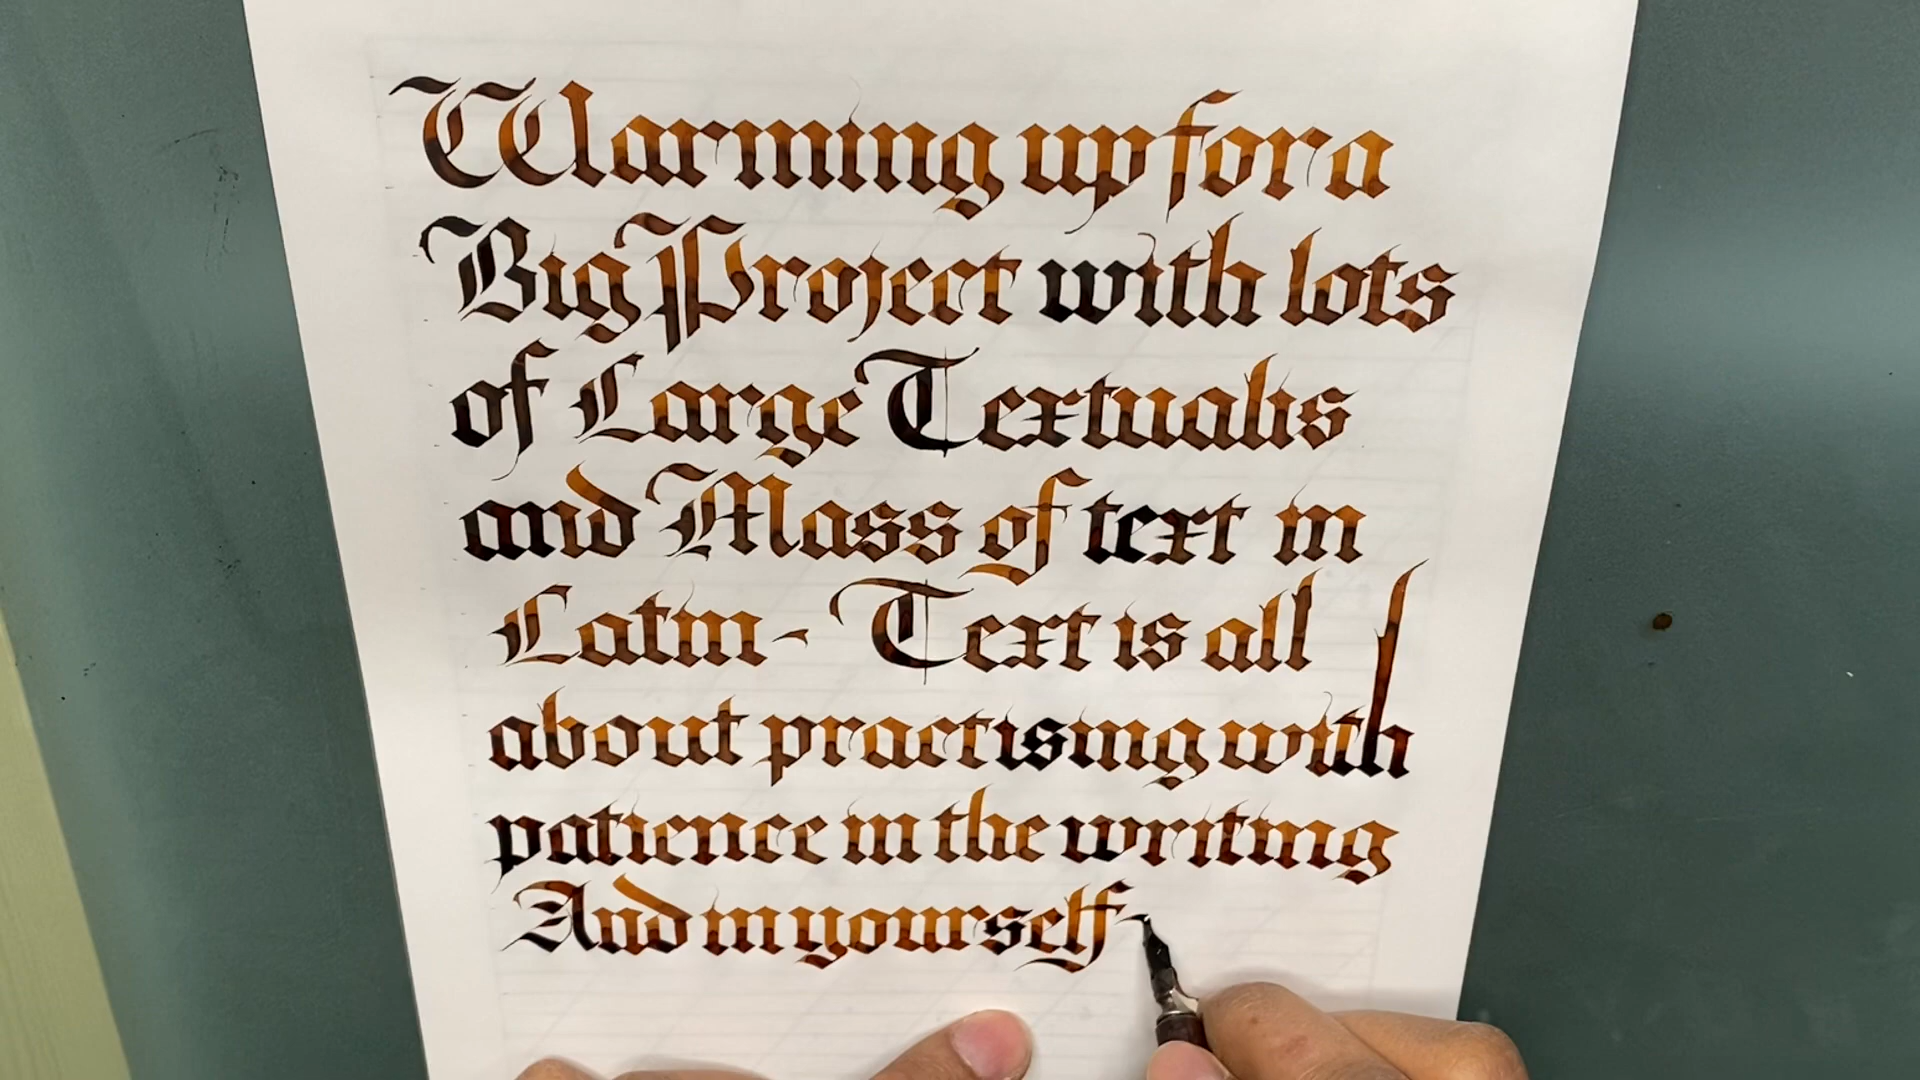 Warming up for a
Big Project with lots
of Large Textualis
and Mass of text in
Latin - Text is all
about practising with
patience in the writing
And in yourself -